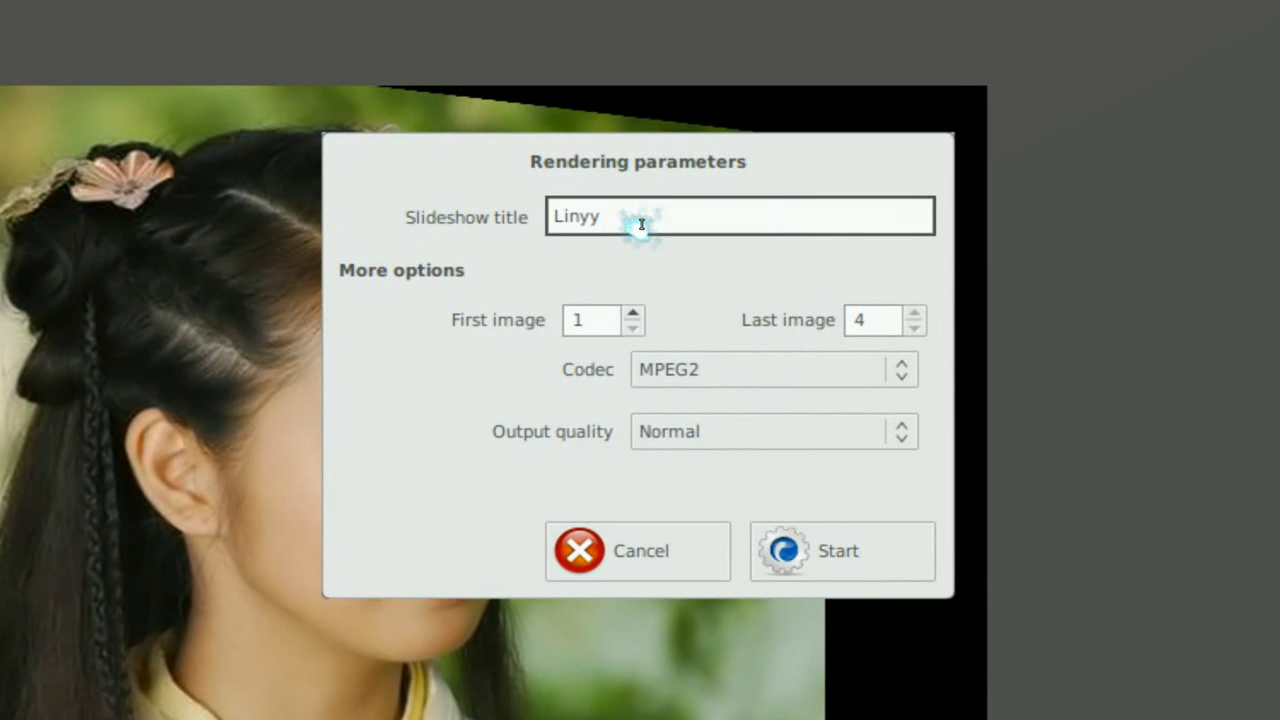 Rendering parameters
Slideshow title Linyy
More options
First image 1 Last image 4
Codec MPEG2
Output quality Normal
Cancel Start